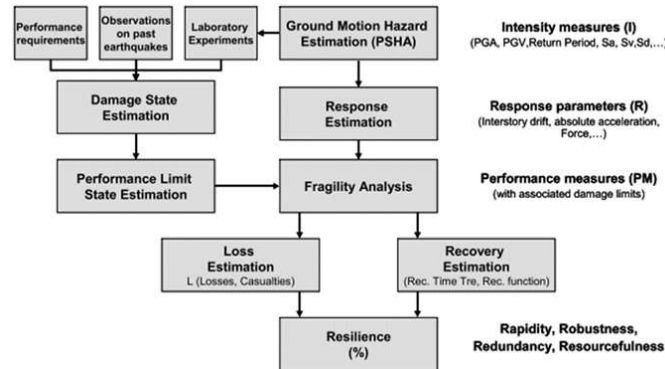 Performance
requirements
Observations
on past
earthquakes
Laboratory
Experiments
Ground Motion Hazard
Estimation (PSHA)
Intensity measures (I)
(PGA, PGV,Return Period, Sa, Sv,Sd,...)
Damage State
Estimation
Response
Estimation
Response parameters (R)
(Interstory drift, absolute acceleration,
Force,...)
Performance Limit
State Estimation
Fragility Analysis
Performance measures (PM)
(with associated damage limits)
Loss
Estimation
L (Losses, Casualties)
Recovery
Estimation
(Rec. Time Tre, Rec. function)
Resilience
(%)
Rapidity, Robustness,
Redundancy, Resourcefulness